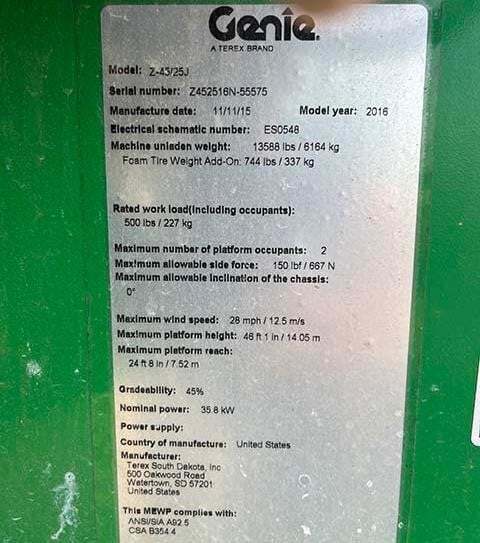 Genie.
A TEREX BRAND
Model: Z-45/25J
Serial number: Z452516N-55575
Manufacture date: 11/11/15 Model year: 2016
Electrical schematic number: ES0548
Machine unladen weight: 13588 lbs / 6164 kg
Foam Tire Weight Add-On: 744 lbs / 337 kg
Rated work load(including occupants):
500 lbs / 227 kg
Maximum number of platform occupants: 2
Maximum allowable side force: 150 lbf / 667 N
Maximum allowable inclination of the chassis:
0°
Maximum wind speed: 28 mph / 12.5 m/s
Maximum platform height: 46 ft 1 in / 14.05 m
Maximum platform reach:
24 ft 8 in / 7.52 m
Gradeability: 45%
Nominal power: 35.8 kW
Power supply:
Country of manufacture: United States
Manufacturer:
Terex South Dakota, Inc
500 Oakwood Road
Watertown, SD 57201
United States
This MEWP complies with:
ANSI/SIA A92.5
CSA B354.4